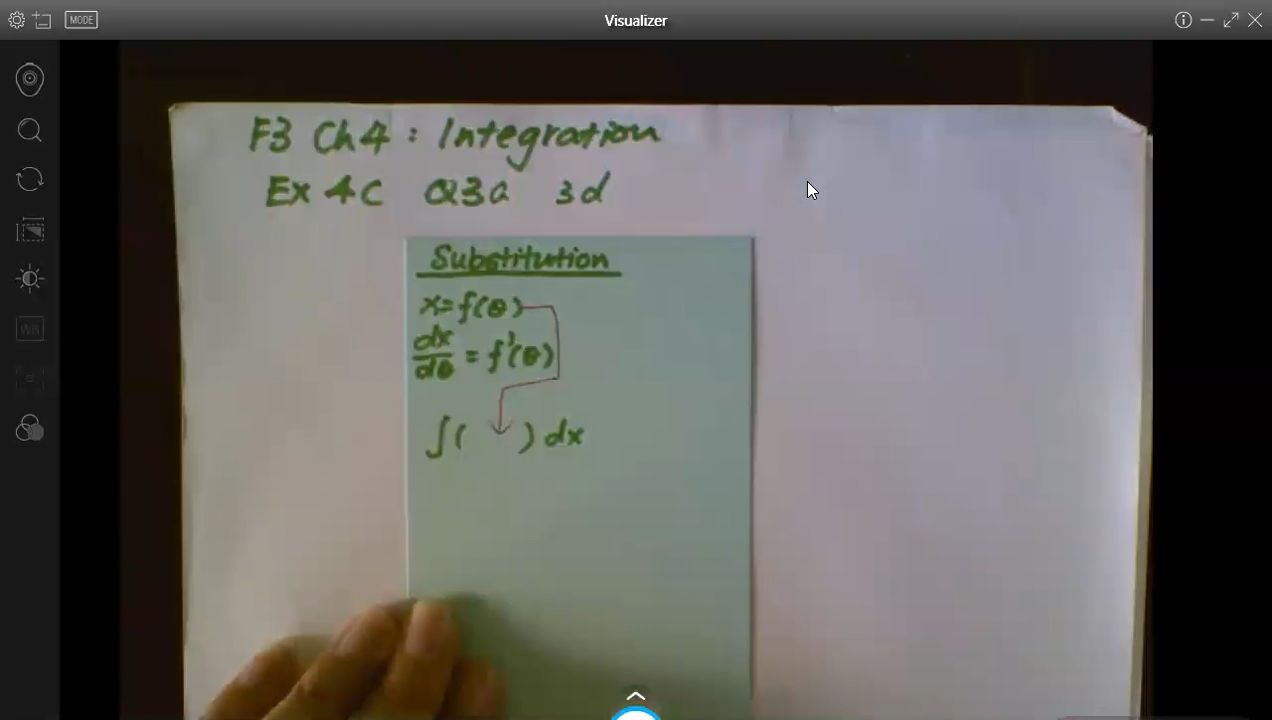 MODE
Visualizer
F3 Ch4 : Integration
Ex 4C Q3a 3d
Substitution
x=f(θ)
dx/dθ = f'(θ)
∫( ) dx